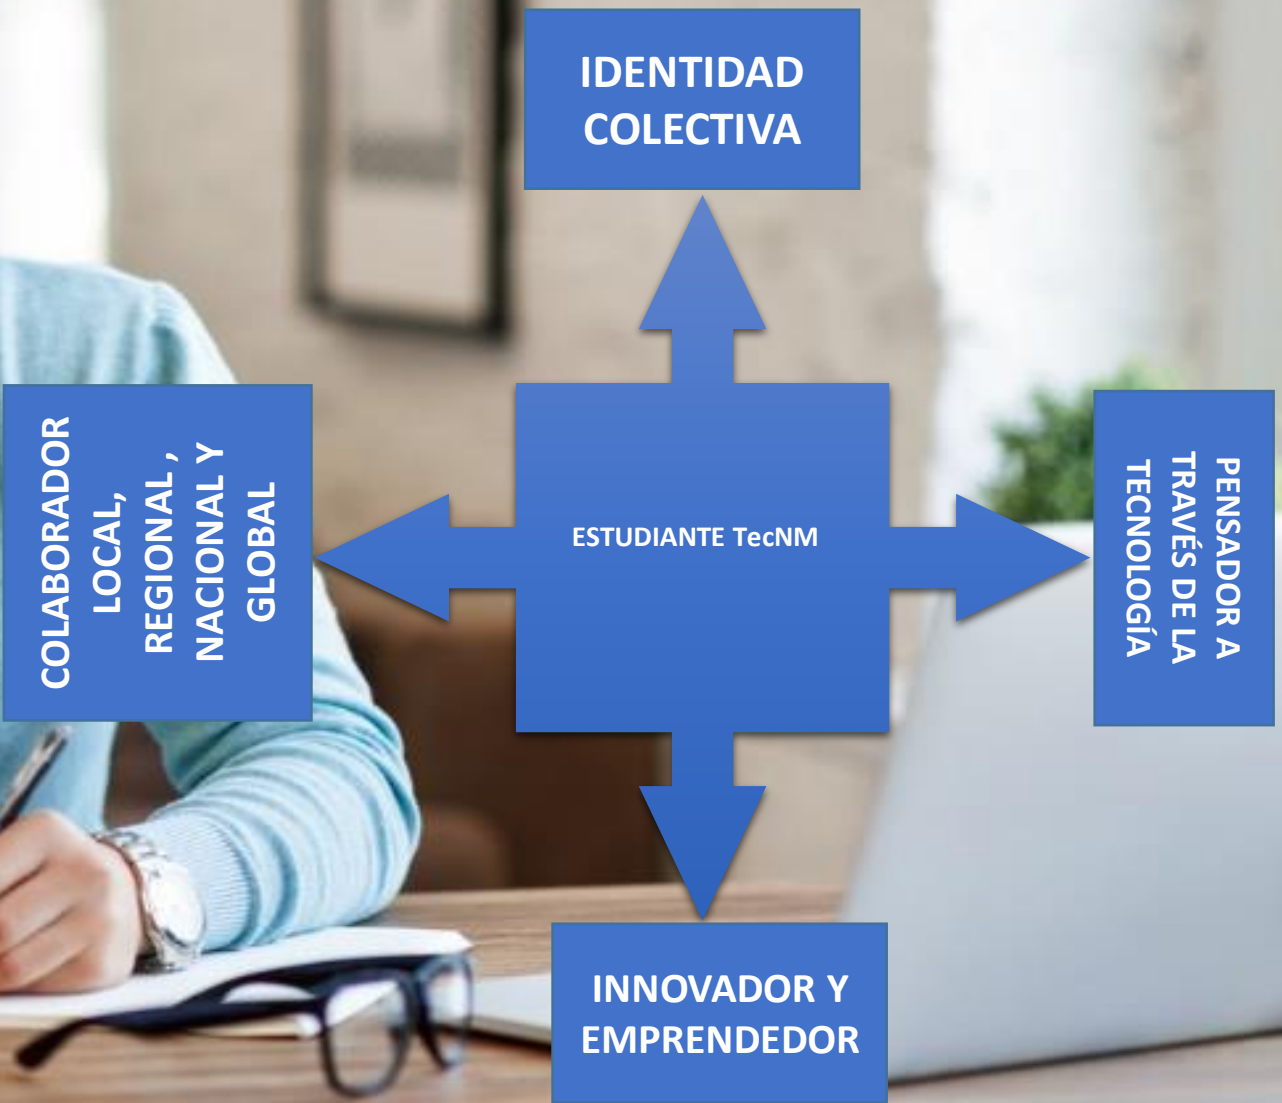 IDENTIDAD
COLECTIVA
COLABORADOR
LOCAL,
REGIONAL ,
NACIONAL Y
GLOBAL
ESTUDIANTE TecNM
PENSADOR A
TRAVÉS DE LA
TECNOLOGÍA
INNOVADOR Y
EMPRENDEDOR